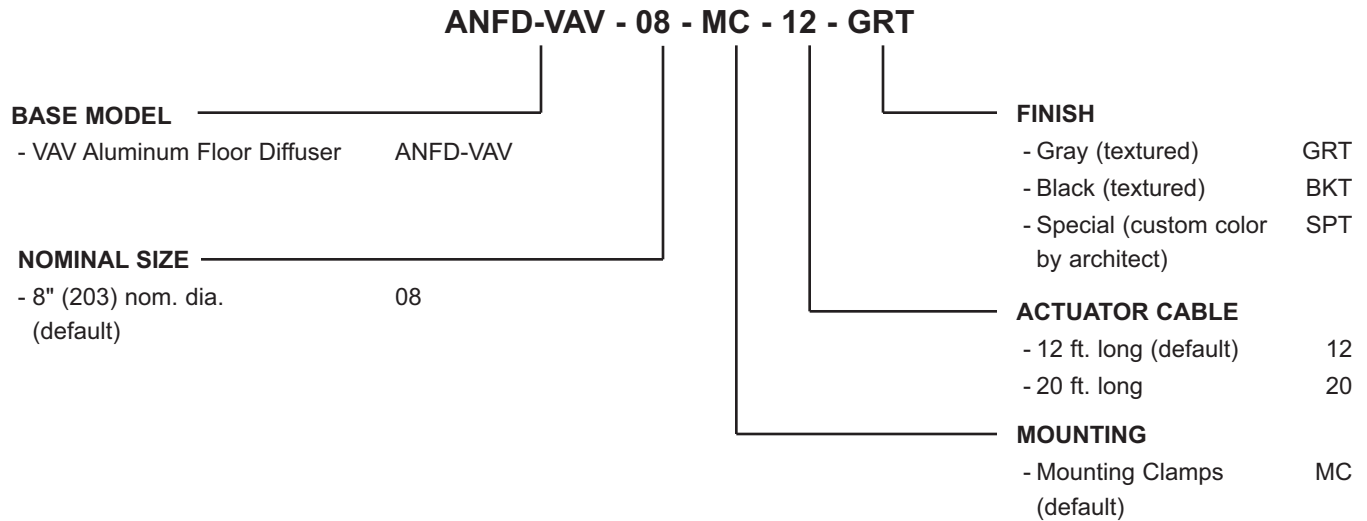 ANFD-VAV - 08 - MC - 12 - GRT
BASE MODEL
- VAV Aluminum Floor Diffuser ANFD-VAV
NOMINAL SIZE
- 8" (203) nom. dia. 08
(default)
FINISH
- Gray (textured) GRT
- Black (textured) BKT
- Special (custom color SPT
by architect)
ACTUATOR CABLE
- 12 ft. long (default) 12
- 20 ft. long 20
MOUNTING
- Mounting Clamps MC
(default)